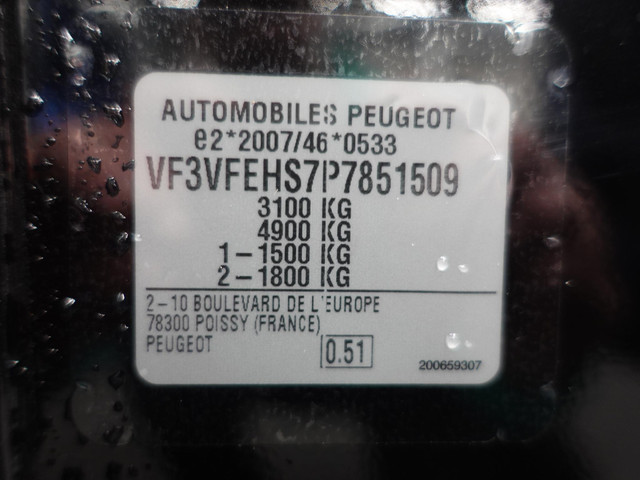 AUTOMOBILES PEUGEOT
e2*2007/46*0533
VF3VFEHS7P7851509
3100 KG
4900 KG
1-1500 KG
2-1800 KG
2-10 BOULEVARD DE L'EUROPE
78300 POISSY (FRANCE)
PEUGEOT
0.51
200659307